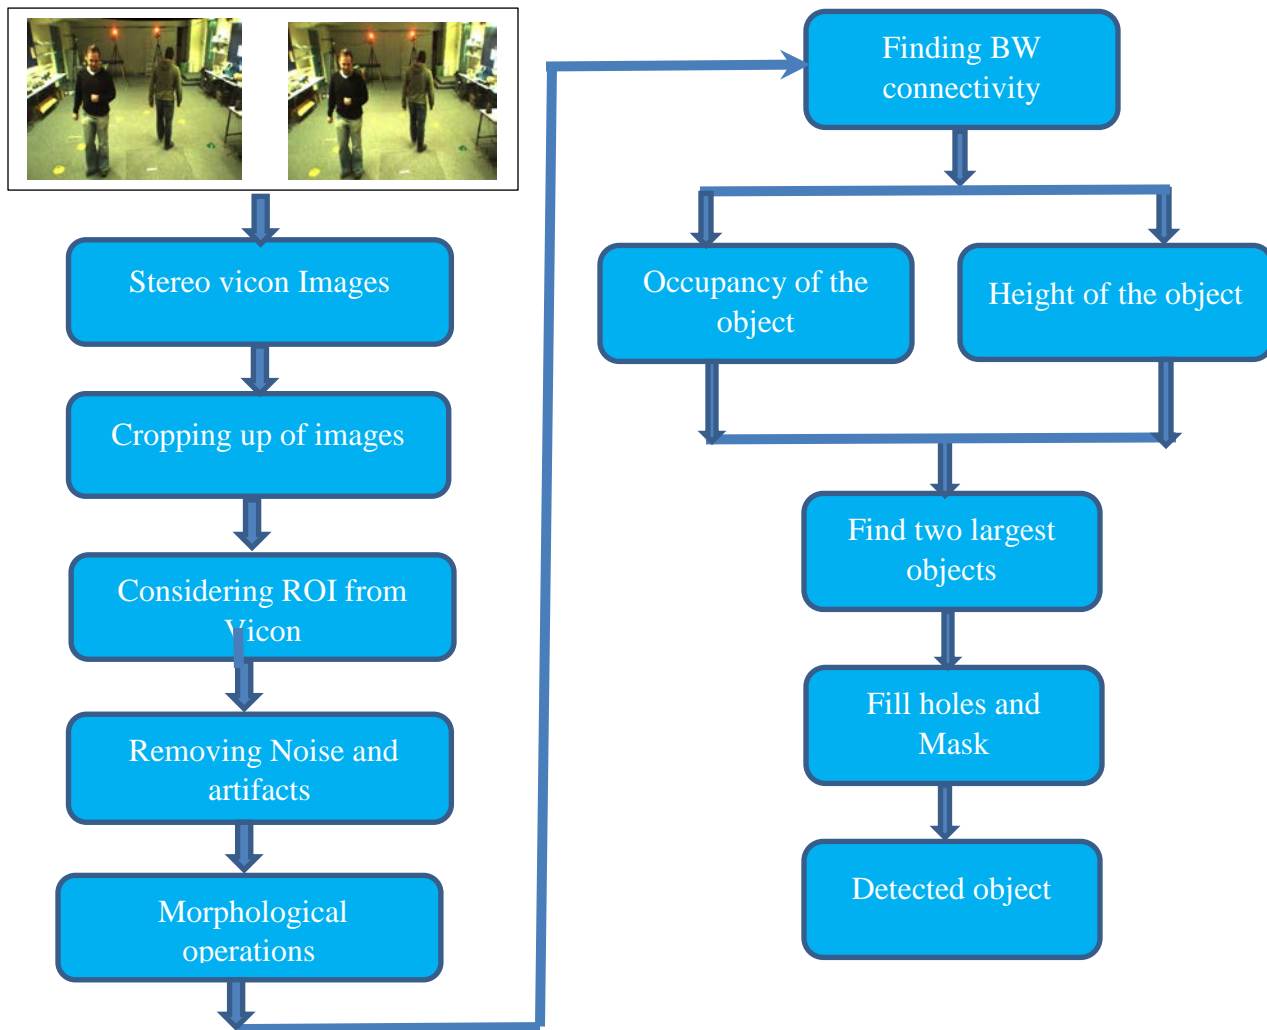 Stereo vicon Images
Cropping up of images
Considering ROI from
Vicon
Removing Noise and
artifacts
Morphological
operations
Finding BW
connectivity
Occupancy of the
object
Height of the object
Find two largest
objects
Fill holes and
Mask
Detected object